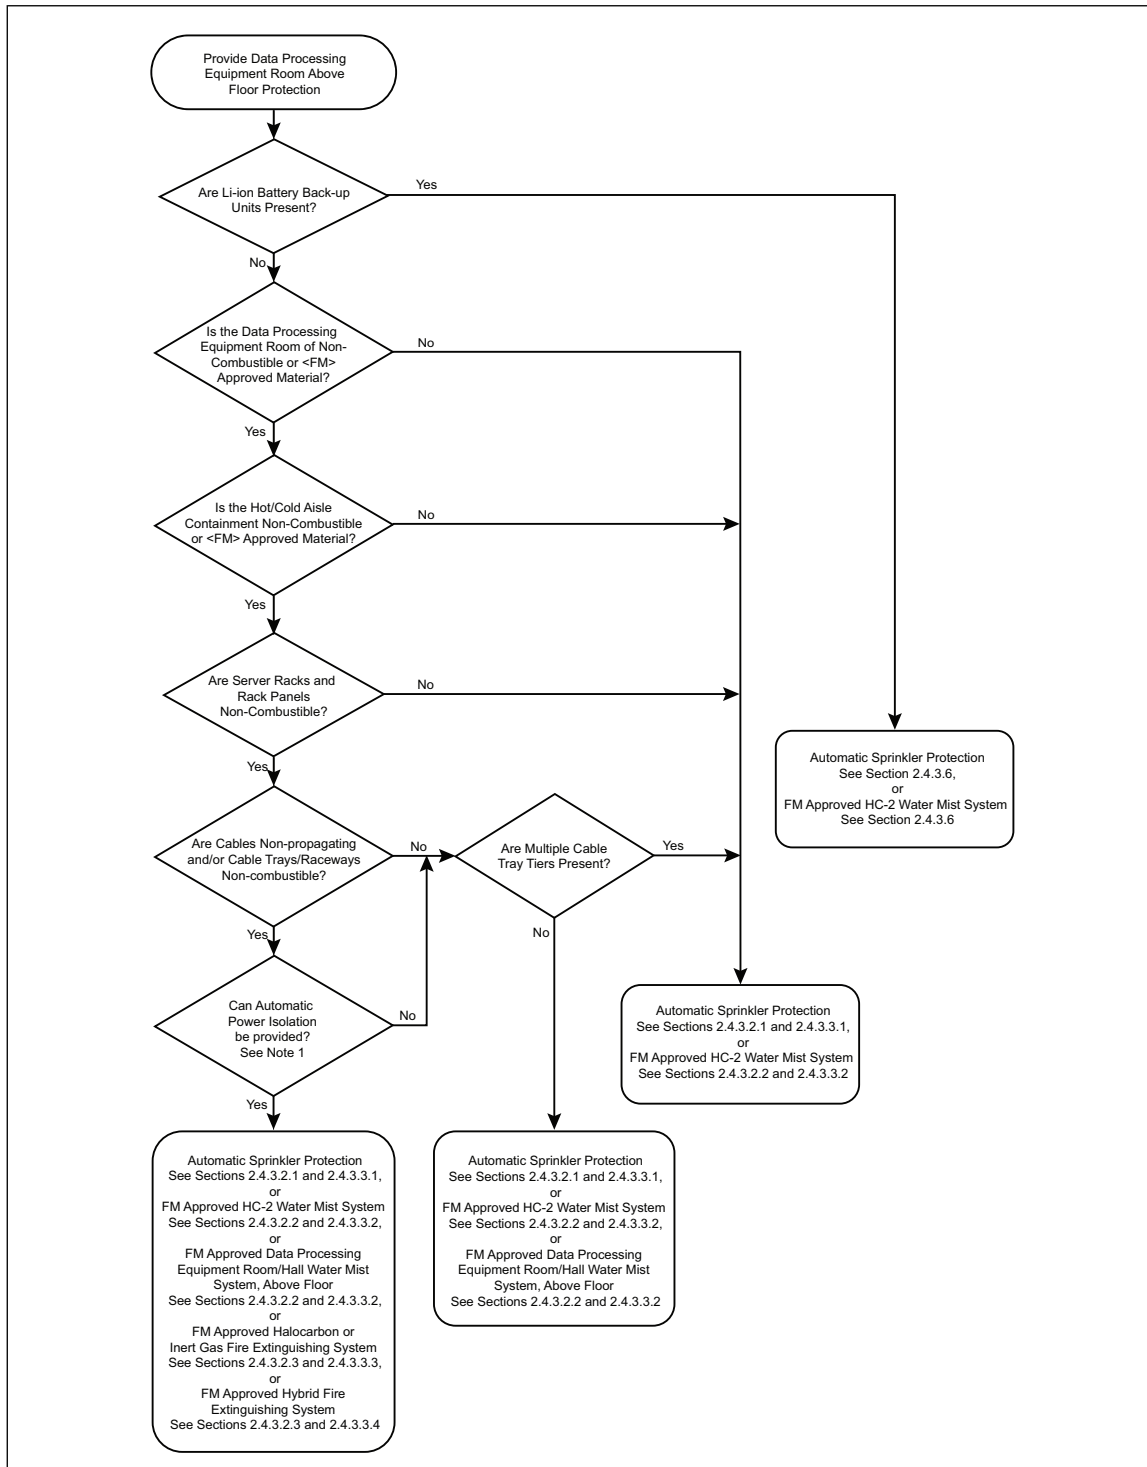 Provide Data Processing
Equipment Room Above
Floor Protection
Are Li-ion Battery Back-up
Units Present?
Yes
No
Is the Data Processing
Equipment Room of Non-
Combustible or <FM>
Approved Material?
No
Yes
Is the Hot/Cold Aisle
Containment Non-Combustible
or <FM> Approved Material?
No
Yes
Are Server Racks and
Rack Panels
Non-Combustible?
No
Yes
Automatic Sprinkler Protection
See Section 2.4.3.6,
or
FM Approved HC-2 Water Mist System
See Section 2.4.3.6
Are Cables Non-propagating
and/or Cable Trays/Raceways
Non-combustible?
No
Are Multiple Cable
Tray Tiers Present?
Yes
Yes
No
Can Automatic
Power Isolation
be provided?
See Note 1
No
Automatic Sprinkler Protection
See Sections 2.4.3.2.1 and 2.4.3.3.1,
or
FM Approved HC-2 Water Mist System
See Sections 2.4.3.2.2 and 2.4.3.3.2
Yes
Automatic Sprinkler Protection
See Sections 2.4.3.2.1 and 2.4.3.3.1,
or
FM Approved HC-2 Water Mist System
See Sections 2.4.3.2.2 and 2.4.3.3.2,
or
FM Approved Data Processing
Equipment Room/Hall Water Mist
System, Above Floor
See Sections 2.4.3.2.2 and 2.4.3.3.2,
or
FM Approved Halocarbon or
Inert Gas Fire Extinguishing System
See Sections 2.4.3.2.3 and 2.4.3.3.3,
or
FM Approved Hybrid Fire
Extinguishing System
See Sections 2.4.3.2.3 and 2.4.3.3.4
Automatic Sprinkler Protection
See Sections 2.4.3.2.1 and 2.4.3.3.1,
or
FM Approved HC-2 Water Mist System
See Sections 2.4.3.2.2 and 2.4.3.3.2,
or
FM Approved Data Processing
Equipment Room/Hall Water Mist
System, Above Floor
See Sections 2.4.3.2.2 and 2.4.3.3.2